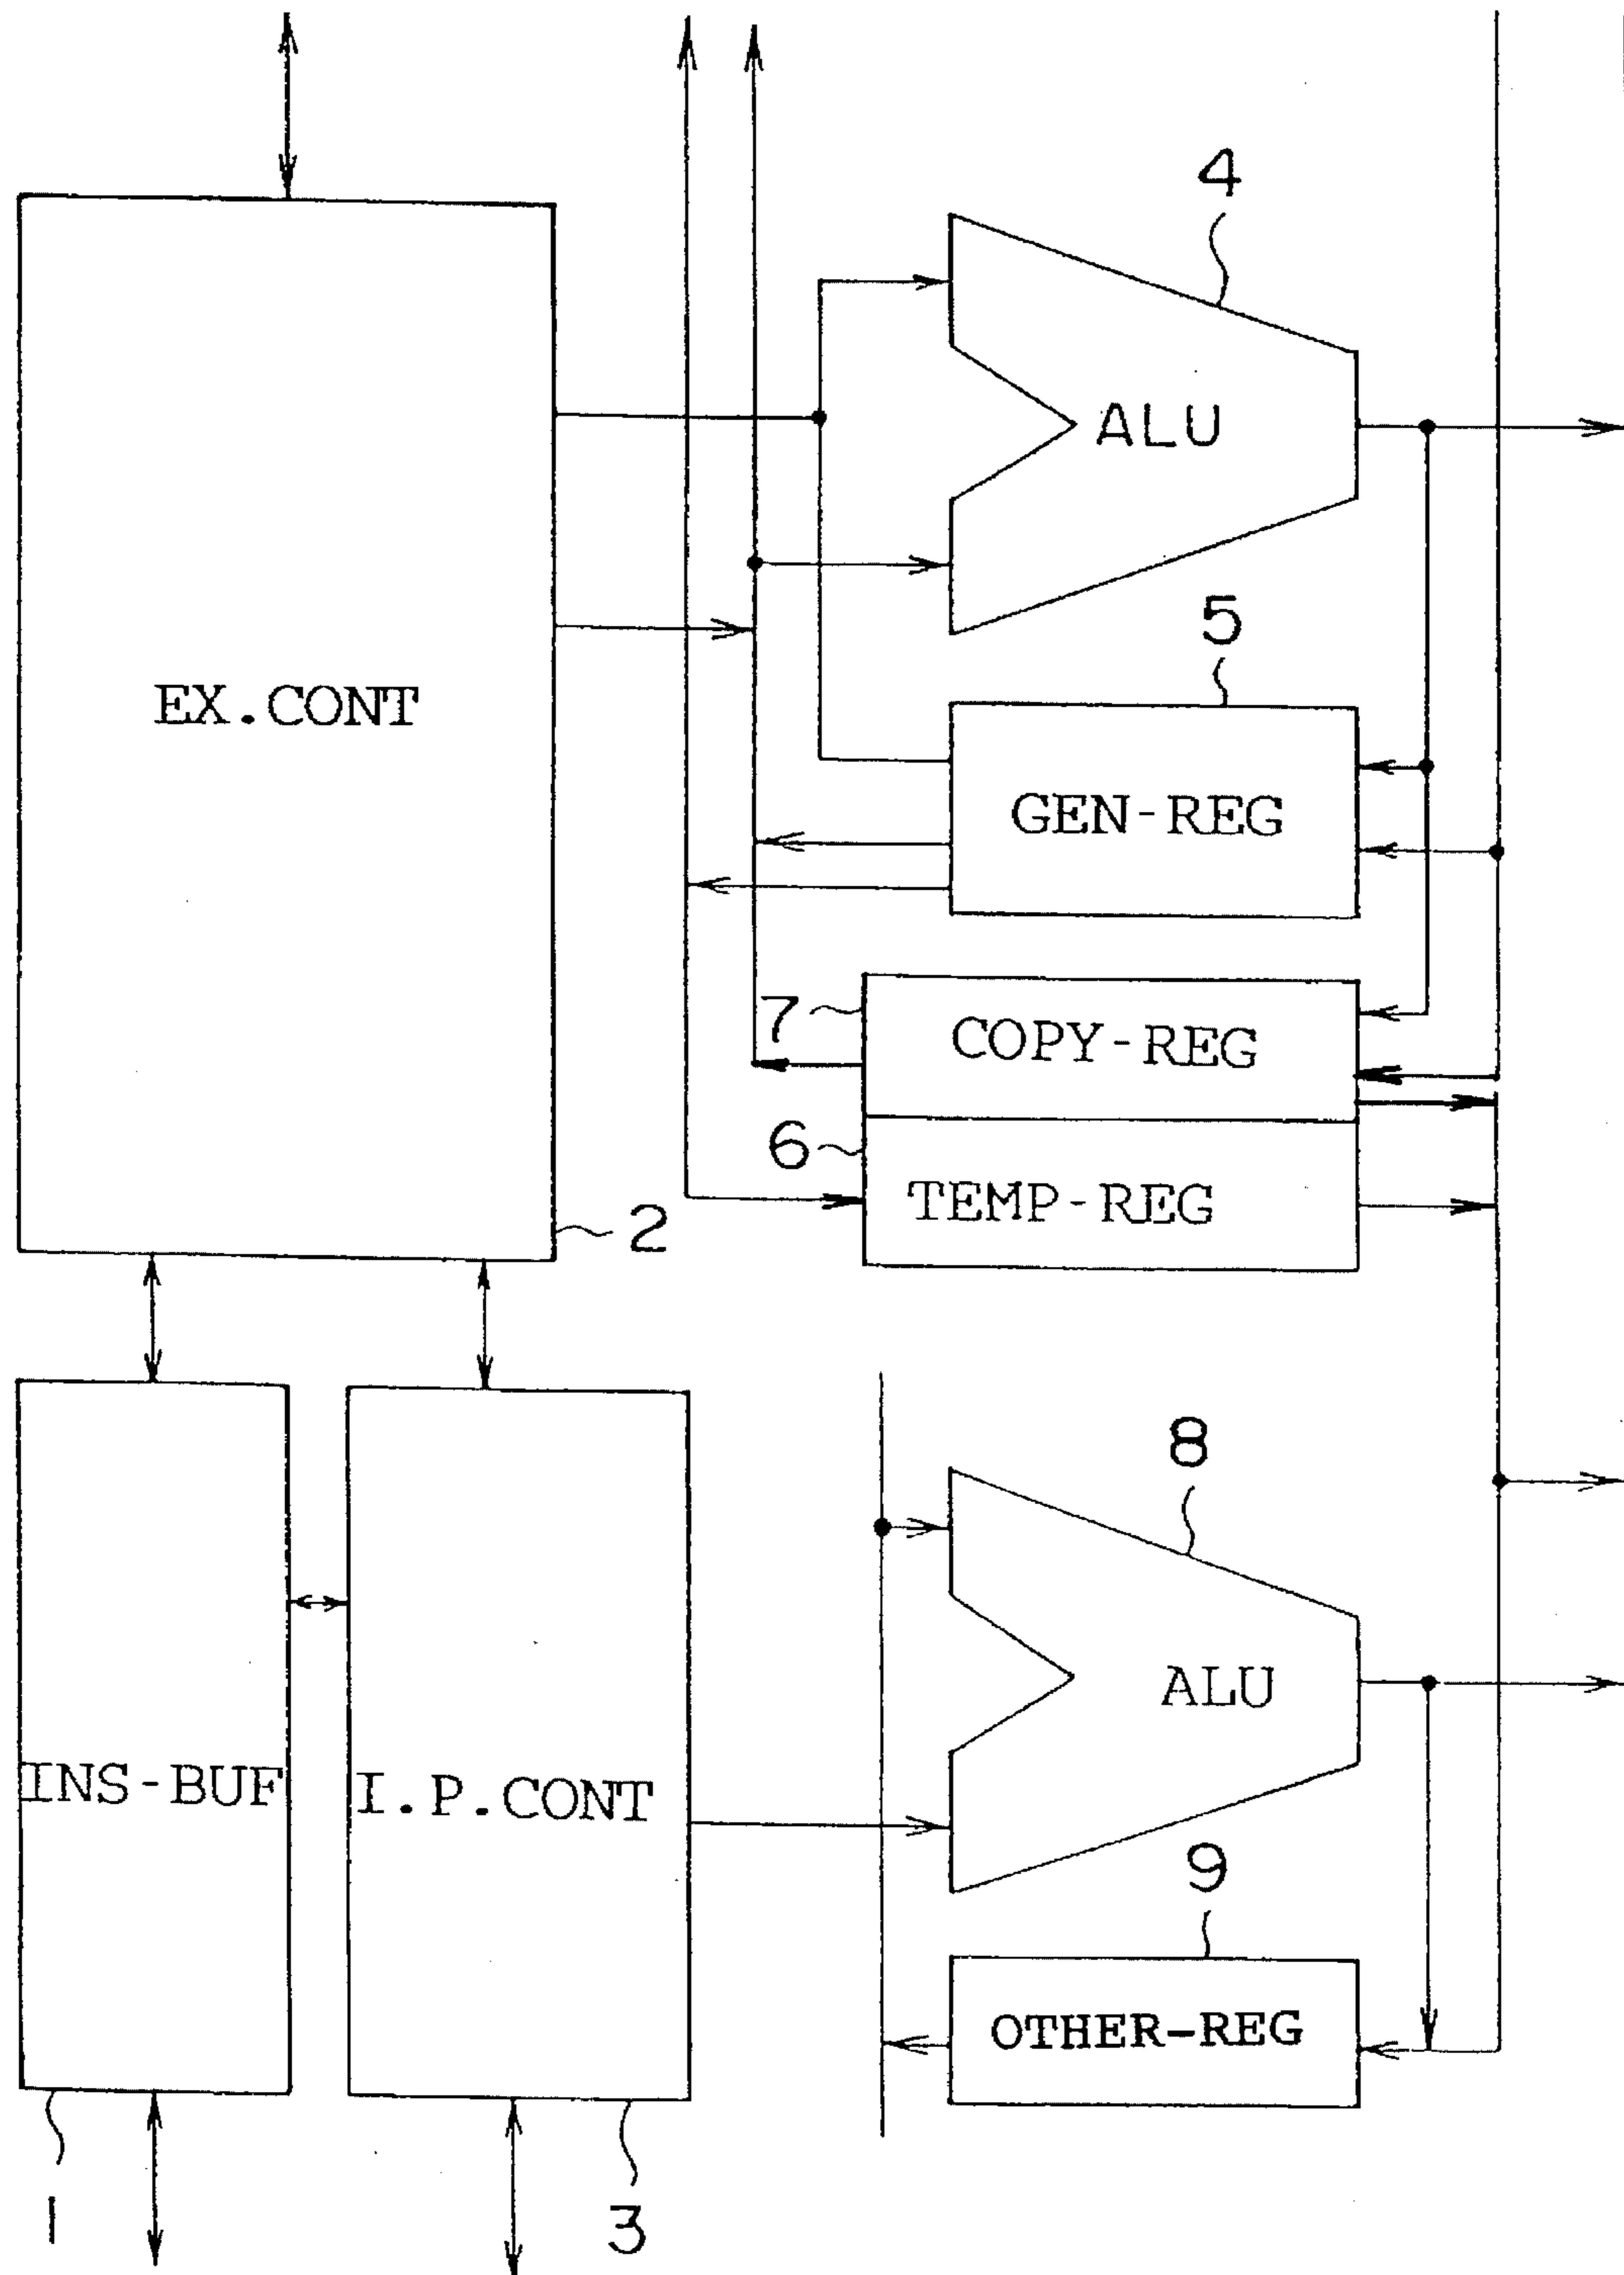 4
ALU
5
EX.CONT
GEN-REG
7
COPY-REG
6
TEMP-REG
2
8
ALU
INS-BUF
I.P.CONT
9
OTHER-REG
1
3